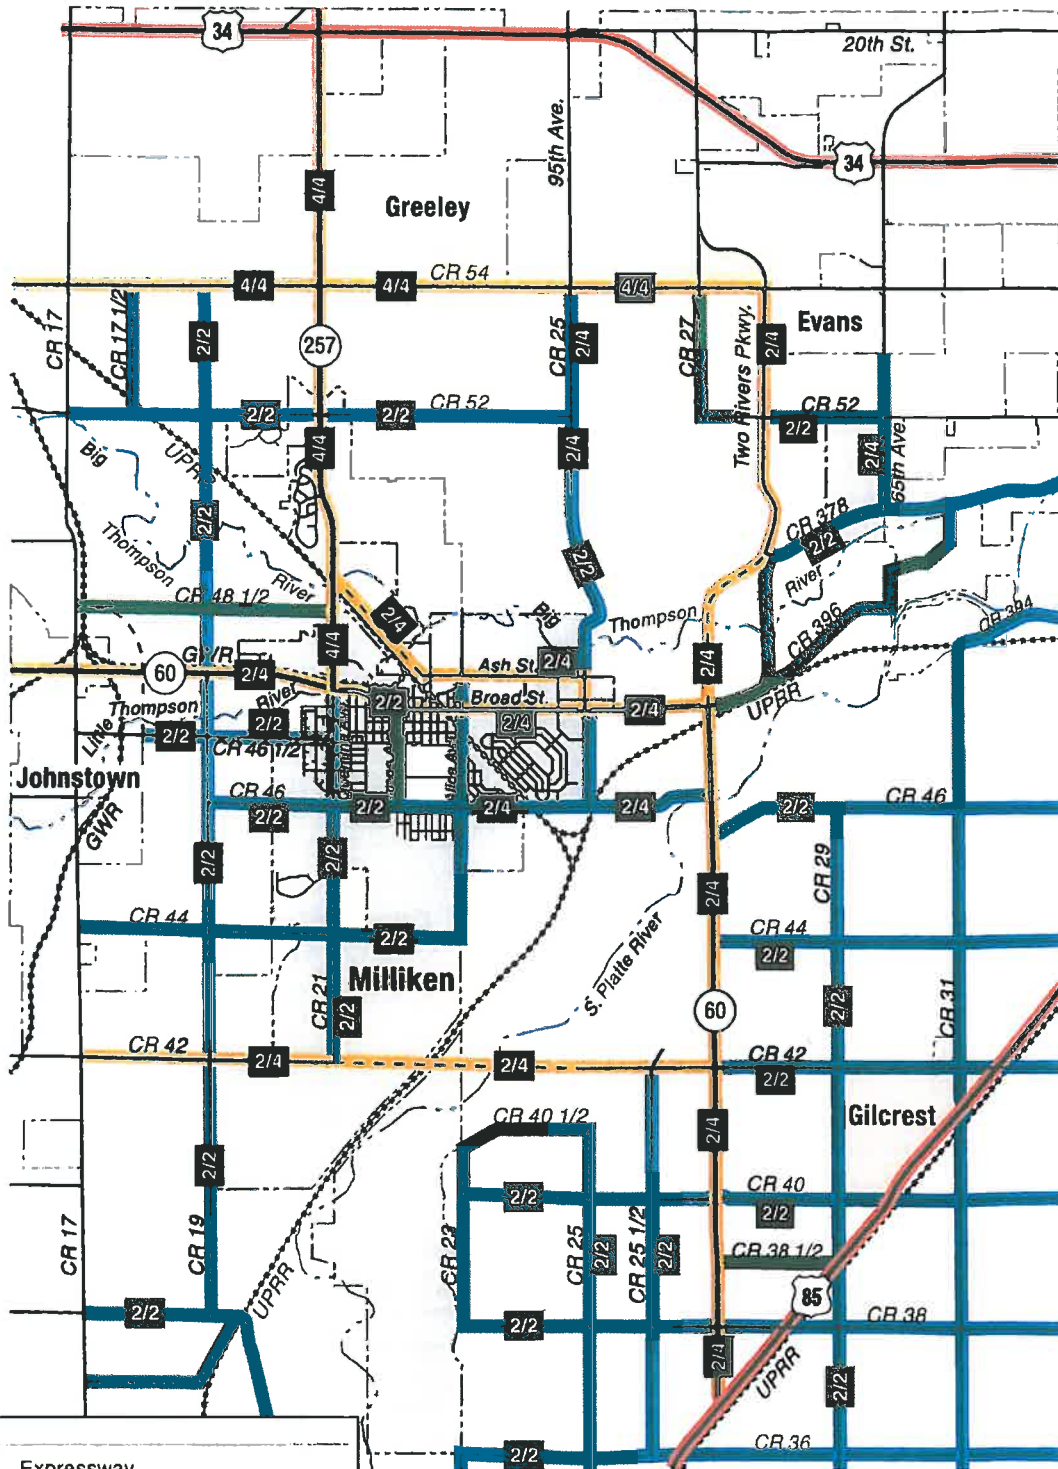 34
20th St.
95th Ave.
34
4/4
Greeley
CR 54
4/4
4/4
4/4
CR 17
CR 17 1/2
2/2
257
CR 25
2/4
CR 27
Two Rivers Pkwy.
2/4
Evans
CR 52
2/2
2/2
CR 52
2/2
4/4
2/4
2/4
65th Ave.
Big
UPRR
2/2
Thompson
River
CR 378
2/2
2/2
River
CR 48 1/2
2/4
Big
Thompson
CR 396
CR 394
4/4
GWR
60
2/4
Ash St.
2/4
2/4
River
2/2
Broad St.
2/4
2/4
UPRR
Little
Thompson
2/2
2/2
CR 46 1/2
Johnstown
CR 46
2/2
2/2
2/4
2/4
2/2
CR 46
GWR
2/2
2/2
CR 29
2/4
CR 44
2/2
CR 44
2/2
S. Platte River
Milliken
CR 21
2/2
60
2/2
CR 31
CR 42
2/4
2/4
CR 42
2/2
Gilcrest
CR 40 1/2
2/4
2/2
2/2
CR 40
2/2
CR 17
CR 19
CR 23
CR 25
2/2
CR 25 1/2
2/2
CR 38 1/2
UPRR
85
2/2
2/2
CR 38
2/4
UPRR
2/2
CR 36
2/2
Expressway